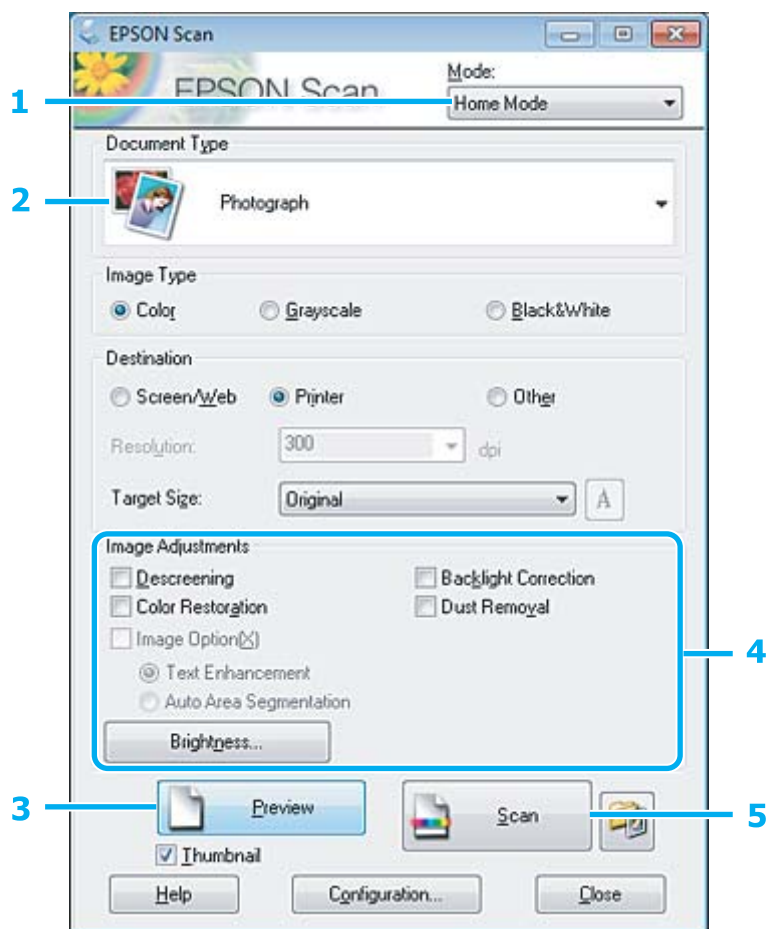 EPSON Scan
EPSON Scan
Mode:
1
Home Mode
Document Type
2
Photograph
Image Type
Color Grayscale Black&White
Destination
Screen/Web Printer Other
Resolution: 300 dpi
Target Size: Original A
Image Adjustments
Descreening Backlight Correction
Color Restoration Dust Removal
Image Option(X)
4
Text Enhancement
Auto Area Segmentation
Brightness...
3 Preview Scan 5
Thumbnail
Help Configuration... Close